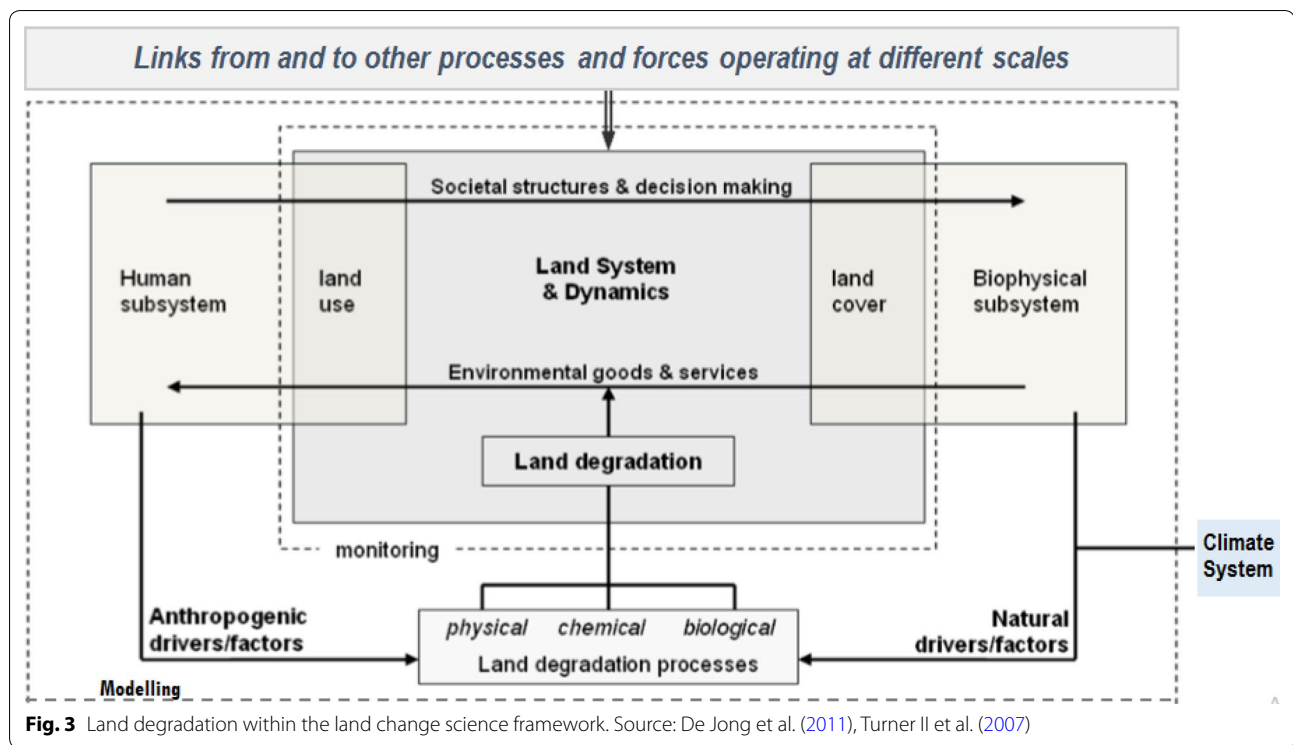 Links from and to other processes and forces operating at different scales
Societal structures & decision making
Human
subsystem
land
use
Land System
& Dynamics
land
cover
Biophysical
subsystem
Environmental goods & services
Land degradation
monitoring
Climate
System
Anthropogenic
drivers/factors
physical chemical biological
Land degradation processes
Natural
drivers/factors
Modelling
Fig. 3 Land degradation within the land change science framework. Source: De Jong et al. (2011), Turner II et al. (2007)